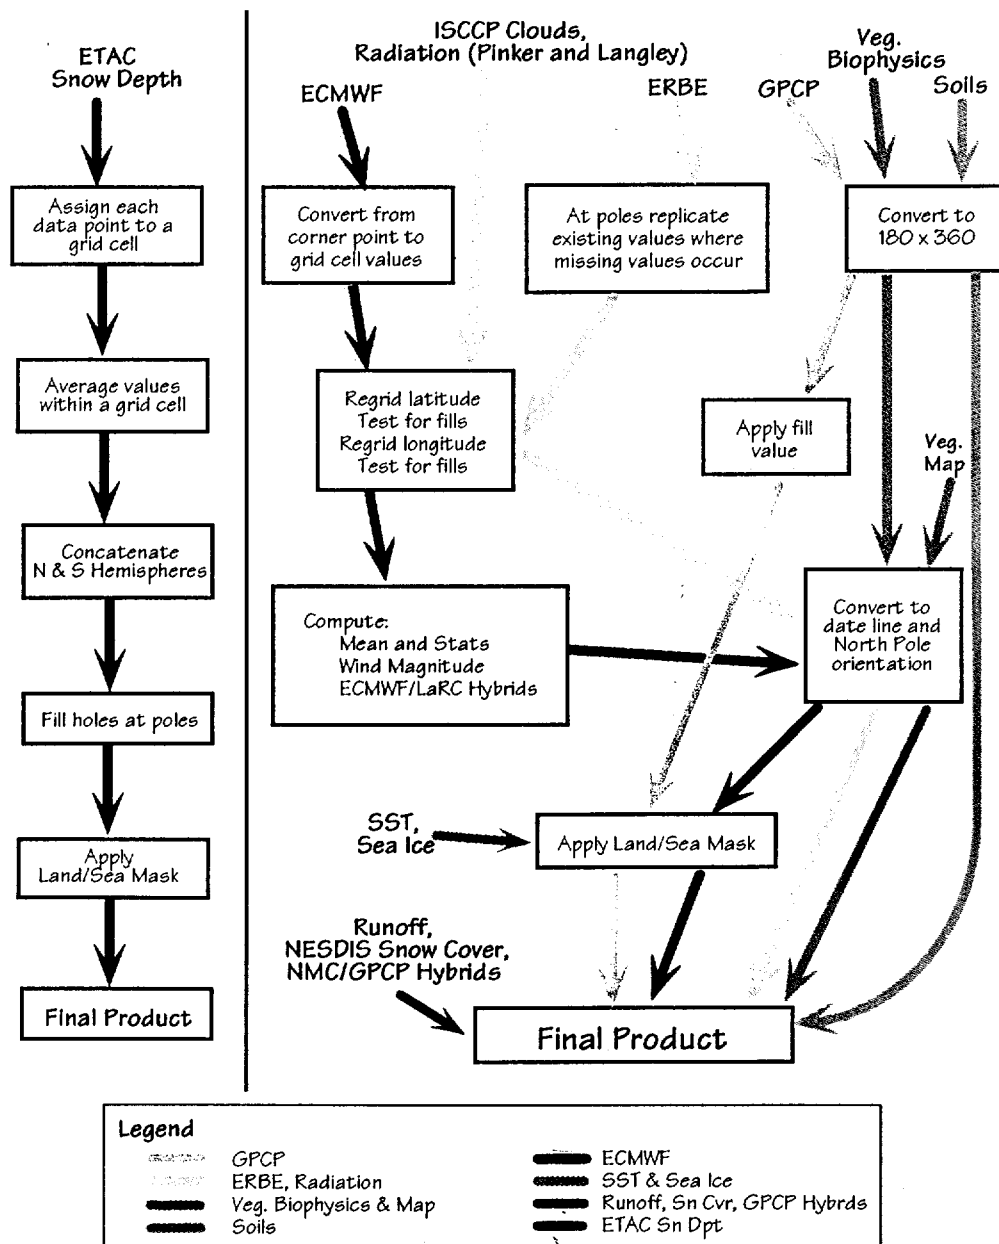 ETAC
Snow Depth
Assign each
data point to a
grid cell
Average values
within a grid cell
Concatenate
N & S Hemispheres
Fill holes at poles
Apply
Land/Sea Mask
Final Product
ISCCP Clouds,
Radiation (Pinker and Langley)
ECMWF
ERBE
GPCP
Veg.
Biophysics
Soils
Convert from
corner point to
grid cell values
At poles replicate
existing values where
missing values occur
Convert to
180 x 360
Regrid latitude
Test for fills
Regrid longitude
Test for fills
Apply fill
value
Veg.
Map
Compute:
Mean and Stats
Wind Magnitude
ECMWF/LaRC Hybrids
Convert to
date line and
North Pole
orientation
SST,
Sea Ice
Apply Land/Sea Mask
Runoff,
NESDIS Snow Cover,
NMC/GPCP Hybrids
Final Product
Legend
GPCP
ERBE, Radiation
Veg. Biophysics & Map
Soils
ECMWF
SST & Sea Ice
Runoff, Sn Cvr, GPCP Hybrds
ETAC Sn Dpt